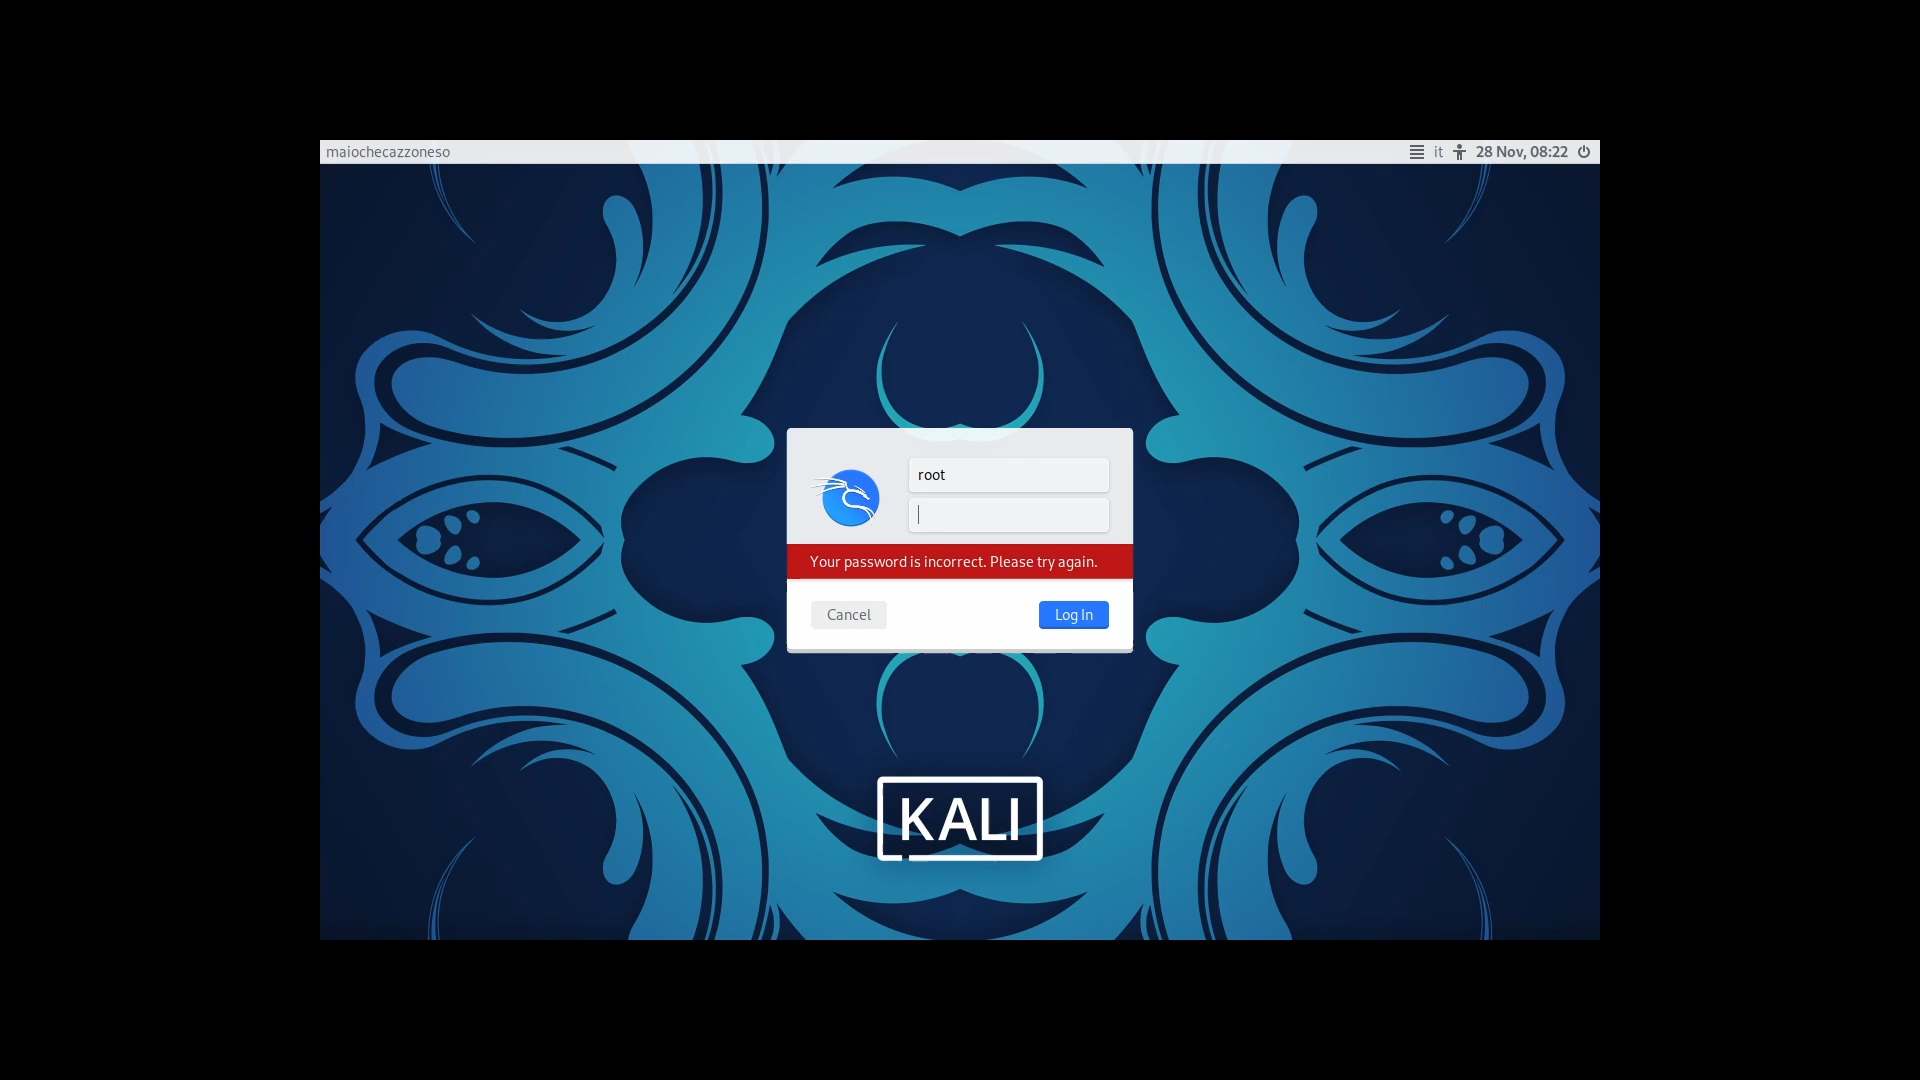 maiochecazzoneso
it 28 Nov, 08:22
root
Your password is incorrect. Please try again.
Cancel
Log In
KALI